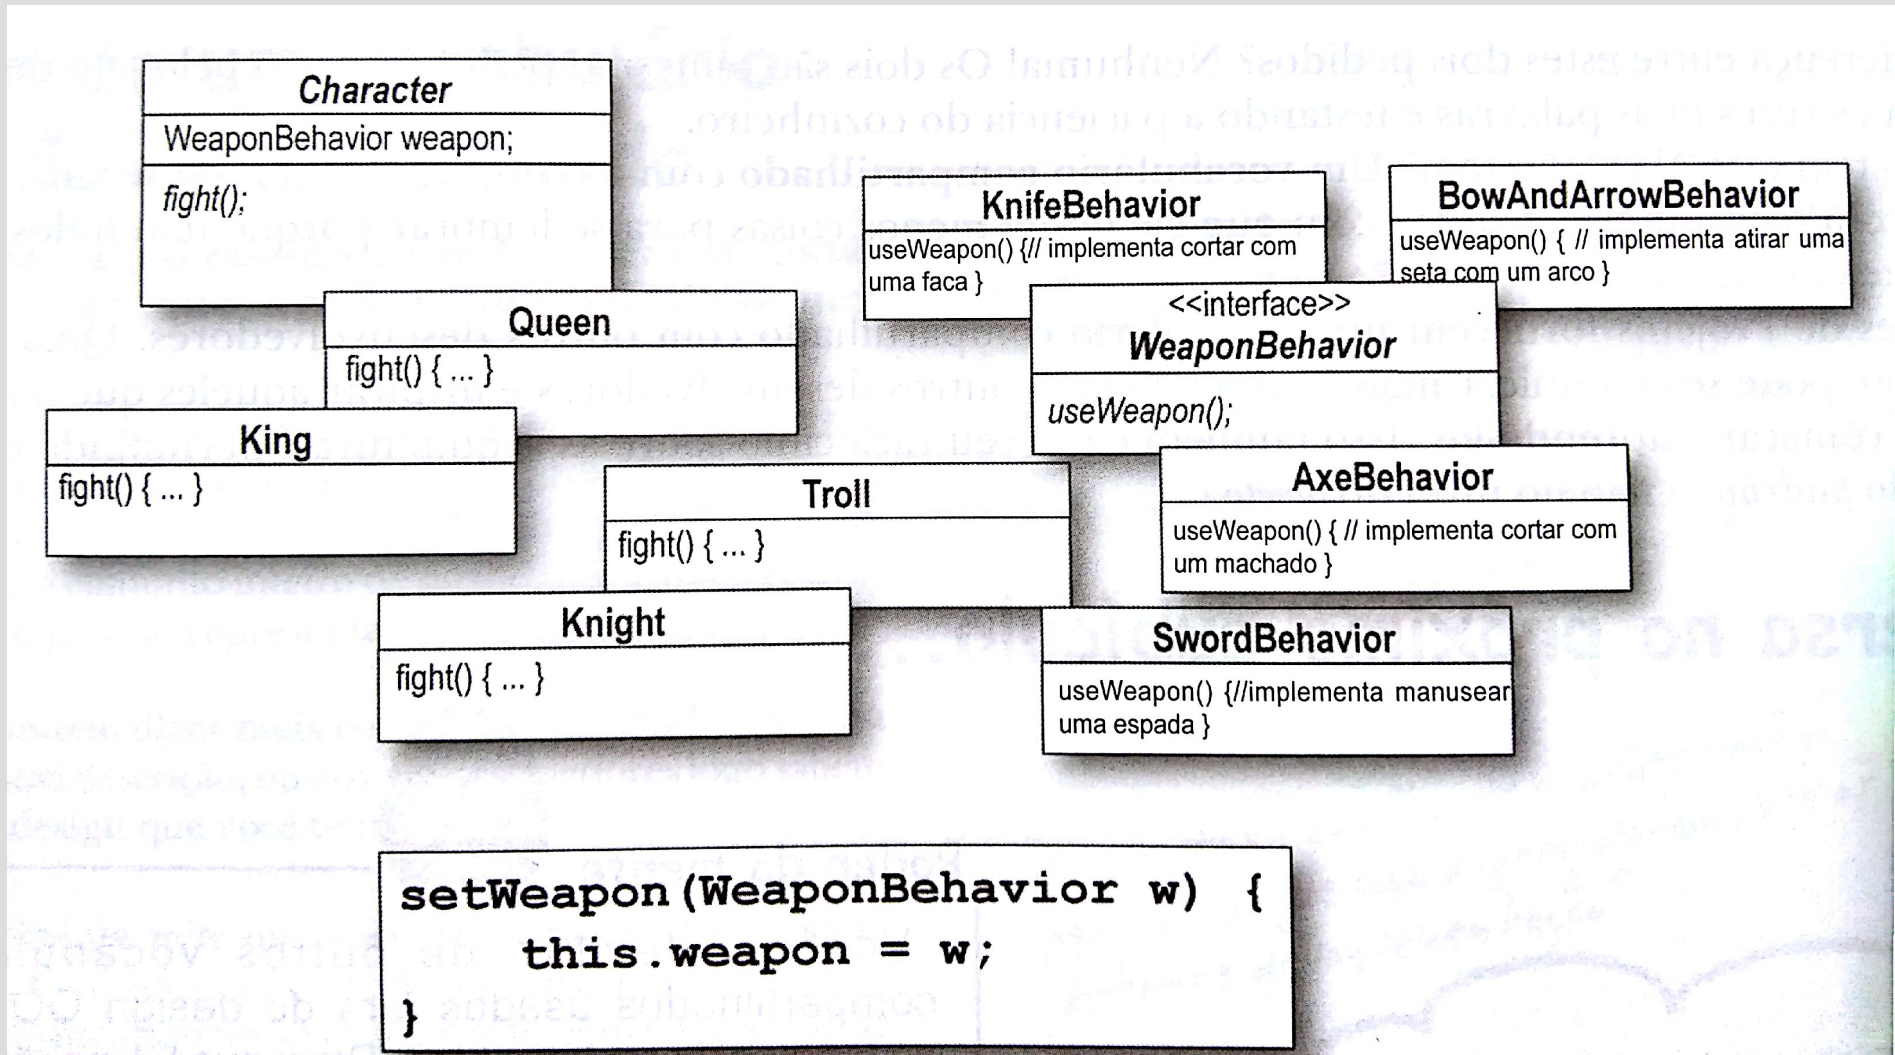 Character
WeaponBehavior weapon;
fight();
Queen
fight() { ... }
King
fight() { ... }
Troll
fight() { ... }
Knight
fight() { ... }
KnifeBehavior
useWeapon() {// implementa cortar com
uma faca }
BowAndArrowBehavior
useWeapon() { // implementa atirar uma
seta com um arco }
<<interface>>
WeaponBehavior
useWeapon();
AxeBehavior
useWeapon() { // implementa cortar com
um machado }
SwordBehavior
useWeapon() {//implementa manusear
uma espada }
setWeapon(WeaponBehavior w) {
this.weapon = w;
}